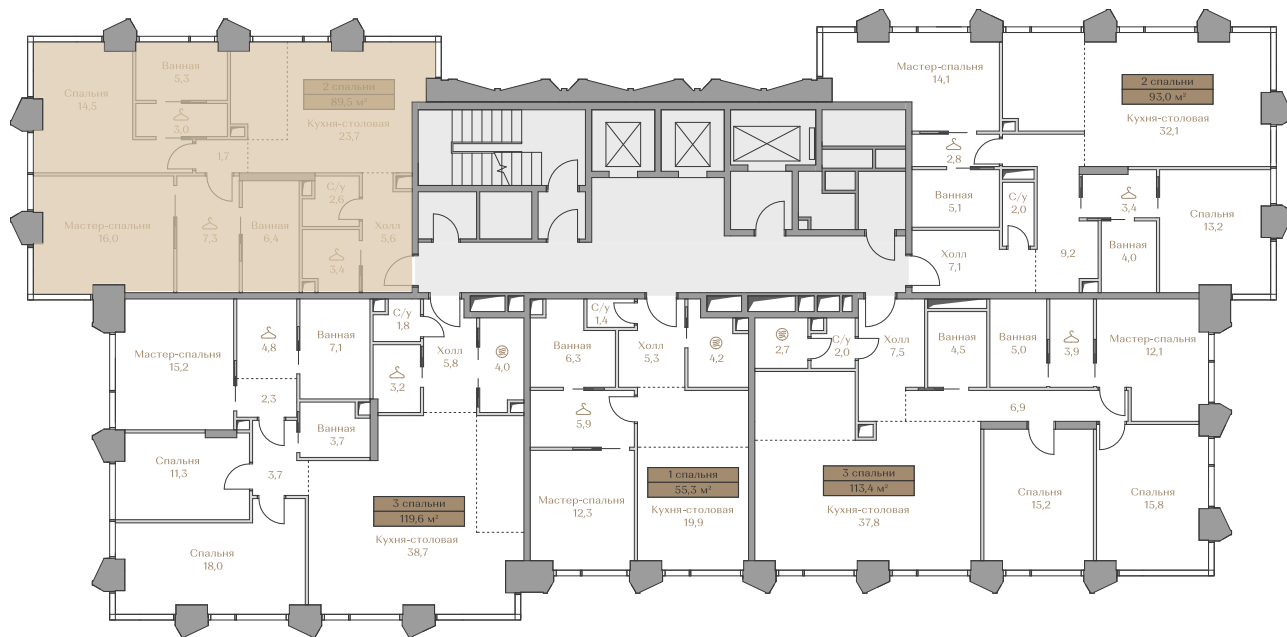 Спальня
14,5
Ванная
5,3
3,0
1,7
2 спальни
89,5 м²
Кухня-столовая
23,7
Мастер-спальня
16,0
7,3
Ванная
6,4
С/у
2,6
3,4
Холл
5,6
Мастер-спальня
14,1
2 спальни
93,0 м²
Кухня-столовая
32,1
2,8
Ванная
5,1
С/у
2,0
3,4
Спальня
13,2
Холл
7,1
9,2
Ванная
4,0
Мастер-спальня
15,2
4,8
Ванная
7,1
С/у
1,8
Холл
5,8
4,0
3,2
2,3
Ванная
3,7
Спальня
11,3
3,7
3 спальни
119,6 м²
Кухня-столовая
38,7
Спальня
18,0
С/у
1,4
Ванная
6,3
Холл
5,3
4,2
5,9
1 спальня
55,3 м²
Кухня-столовая
19,9
Мастер-спальня
12,3
2,7
С/у
2,0
Холл
7,5
Ванная
4,5
Ванная
5,0
3,9
Мастер-спальня
12,1
6,9
3 спальни
113,4 м²
Кухня-столовая
37,8
Спальня
15,2
Спальня
15,8